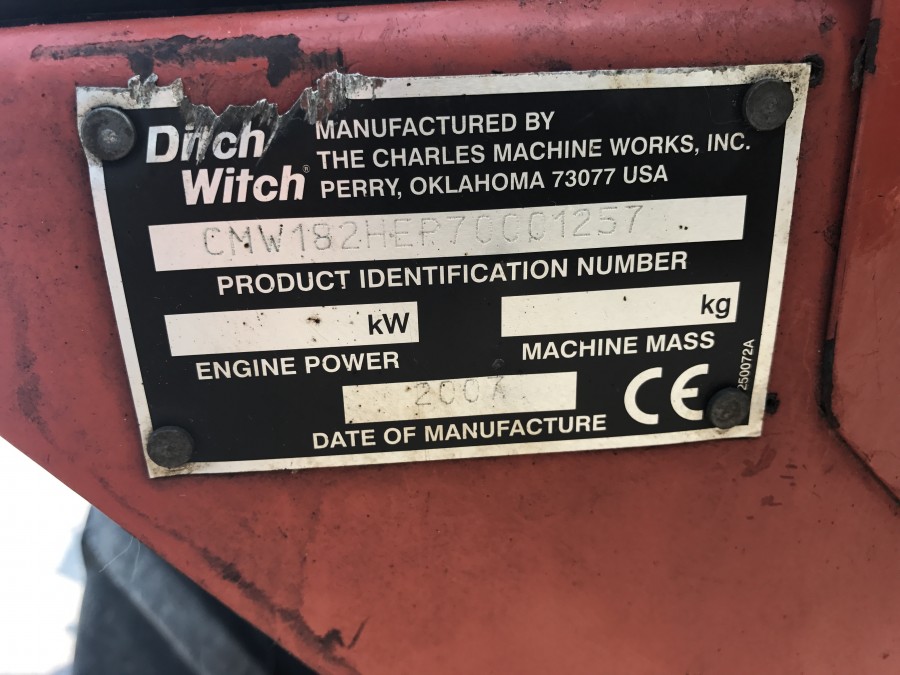 Ditch
Witch®
MANUFACTURED BY
THE CHARLES MACHINE WORKS, INC.
PERRY, OKLAHOMA 73077 USA
CMW182HEP70001257
PRODUCT IDENTIFICATION NUMBER
kW
ENGINE POWER
kg
MACHINE MASS
2007
DATE OF MANUFACTURE
CE
250072A